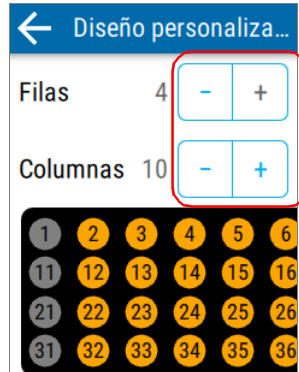 Diseño personaliza...
Filas 4 - +
Columnas 10 - +
1 2 3 4 5 6
11 12 13 14 15 16
21 22 23 24 25 26
31 32 33 34 35 36